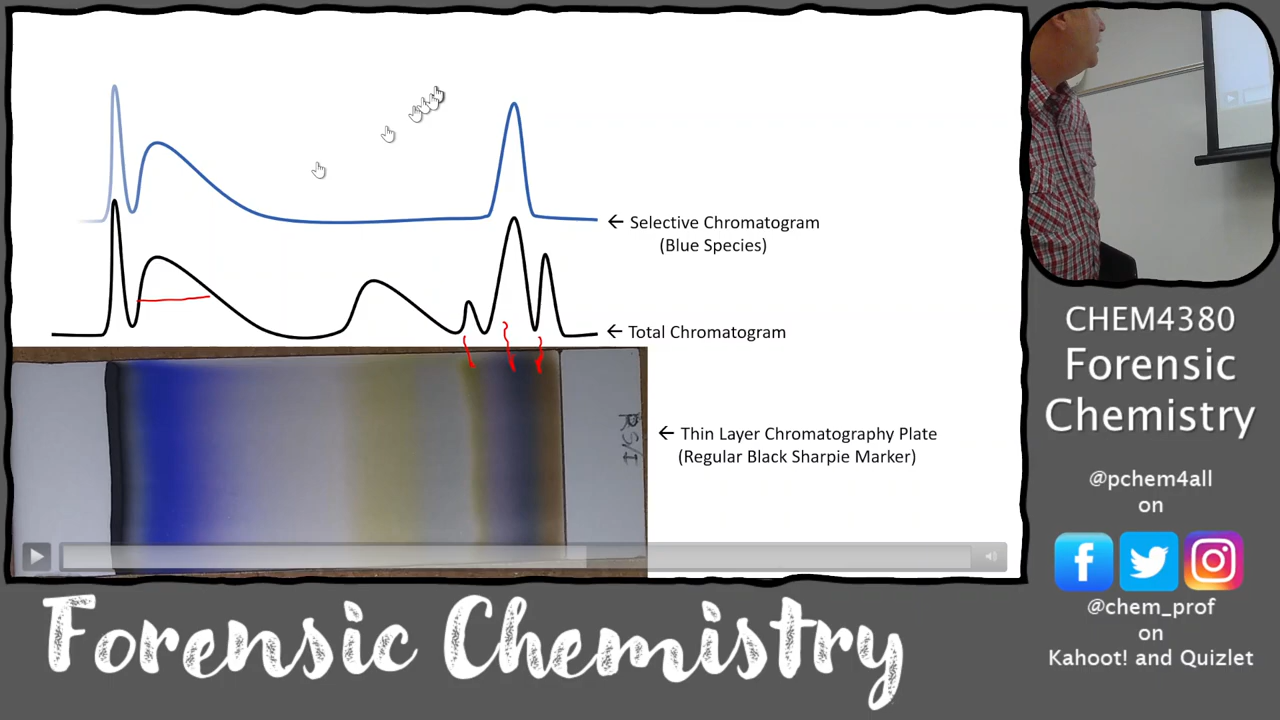 ← Selective Chromatogram
(Blue Species)
← Total Chromatogram
← Thin Layer Chromatography Plate
(Regular Black Sharpie Marker)
Forensic Chemistry
CHEM4380
Forensic
Chemistry
@pchem4all
on
@chem_prof
on
Kahoot! and Quizlet